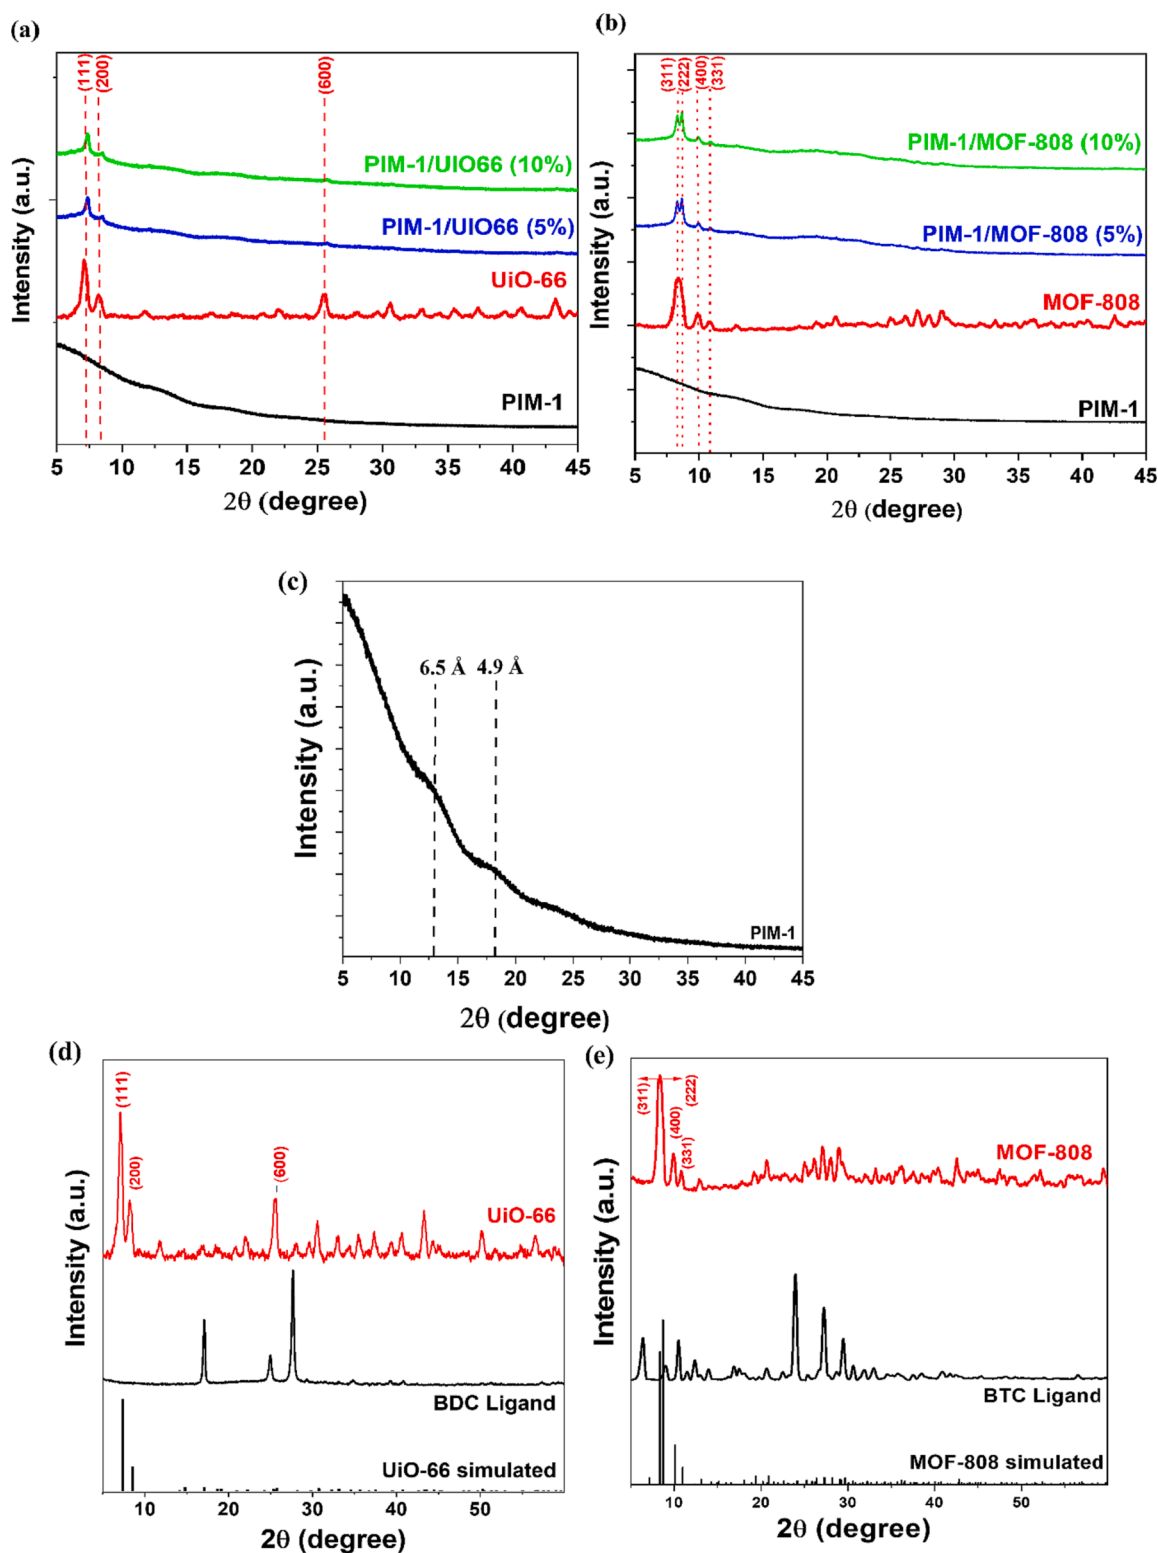 (a)
(111)
(200)
(600)
PIM-1/UIO66 (10%)
PIM-1/UIO66 (5%)
UiO-66
PIM-1
Intensity (a.u.)
5 10 15 20 25 30 35 40 45
2θ (degree)
(b)
(311)
(222)
(400)
(331)
PIM-1/MOF-808 (10%)
PIM-1/MOF-808 (5%)
MOF-808
PIM-1
Intensity (a.u.)
5 10 15 20 25 30 35 40 45
2θ (degree)
(c)
6.5 Å 4.9 Å
PIM-1
Intensity (a.u.)
5 10 15 20 25 30 35 40 45
2θ (degree)
(d)
(111)
(200)
(600)
UiO-66
BDC Ligand
UiO-66 simulated
Intensity (a.u.)
10 20 30 40 50
2θ (degree)
(e)
(311)
(222)
(400)
(331)
MOF-808
BTC Ligand
MOF-808 simulated
Intensity (a.u.)
10 20 30 40 50
2θ (degree)